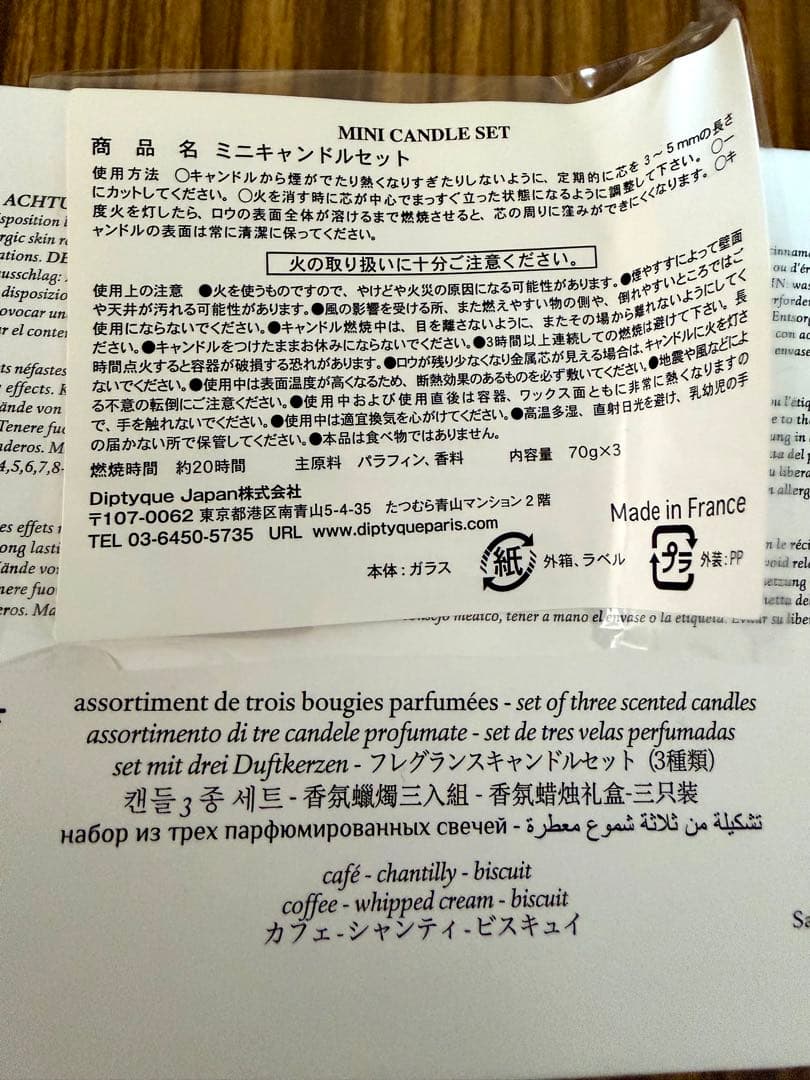 MINI CANDLE SET
商品名 ミニキャンドルセット
使用方法 ○キャンドルから煙がでたり熱くなりすぎたりしないように、定期的に芯を3～5mmの長さ
にカットしてください。○火を消す時に芯が中心でまっすぐ立った状態になるように調整して下さい。○一
度火を灯したら、ロウの表面全体が溶けるまで燃焼させると、芯の周りに窪みができにくくなります。○キ
ャンドルの表面は常に清潔に保ってください。
火の取り扱いに十分ご注意ください。
使用上の注意 ●火を使うものですので、やけどや火災の原因になる可能性があります。●煙やすすによって壁面
や天井が汚れる可能性があります。●風の影響を受ける所、また燃えやすい物の側や、倒れやすいところではご
使用にならないでください。●キャンドル燃焼中は、目を離さないように、またその場から離れないようにしてく
ださい。●キャンドルをつけたままお休みにならないでください。●3時間以上連続しての燃焼は避けて下さい。長
時間点火すると容器が破損する恐れがあります。●ロウが残り少なくなり金属芯が見える場合は、キャンドルに火を灯さ
ないでください。●使用中は表面温度が高くなるため、断熱効果のあるものを必ず敷いてください。●地震や風などによ
る不意の転倒にご注意ください。●使用中および使用直後は容器、ワックス面ともに非常に熱くなりますの
で、手を触れないでください。●使用中は適宜換気を心がけてください。●高温多湿、直射日光を避け、乳幼児の手
の届かない所で保管してください。●本品は食べ物ではありません。
燃焼時間 約20時間 主原料 パラフィン、香料 内容量 70g×3
Diptyque Japan株式会社
〒107-0062 東京都港区南青山5-4-35 たつむら青山マンション2階
TEL 03-6450-5735 URL www.diptyqueparis.com
Made in France
本体：ガラス 紙 外箱、ラベル プラ 外装：PP
ACHTU
disposizio
ände von
Tenere fuo
4,5,6,7,8-
es effets
ong lasti
ände vo
nere fuo
eros. Ma
Entsorg
con ac
consejo médico, tener a mano el envase o la etiqueta. Evitar su liber
assortiment de trois bougies parfumées - set of three scented candles
assortimento di tre candele profumate - set de tres velas perfumadas
set mit drei Duftkerzen - フレグランスキャンドルセット（3種類）
캔들 3 종 세트 - 香氛蠟燭三入組 - 香氛蜡烛礼盒-三只装
набор из трех парфюмированных свечей - تشكيلة من ثلاثة شموع معطرة
café - chantilly - biscuit
coffee - whipped cream - biscuit
カフェ - シャンティ - ビスキュイ
Sa